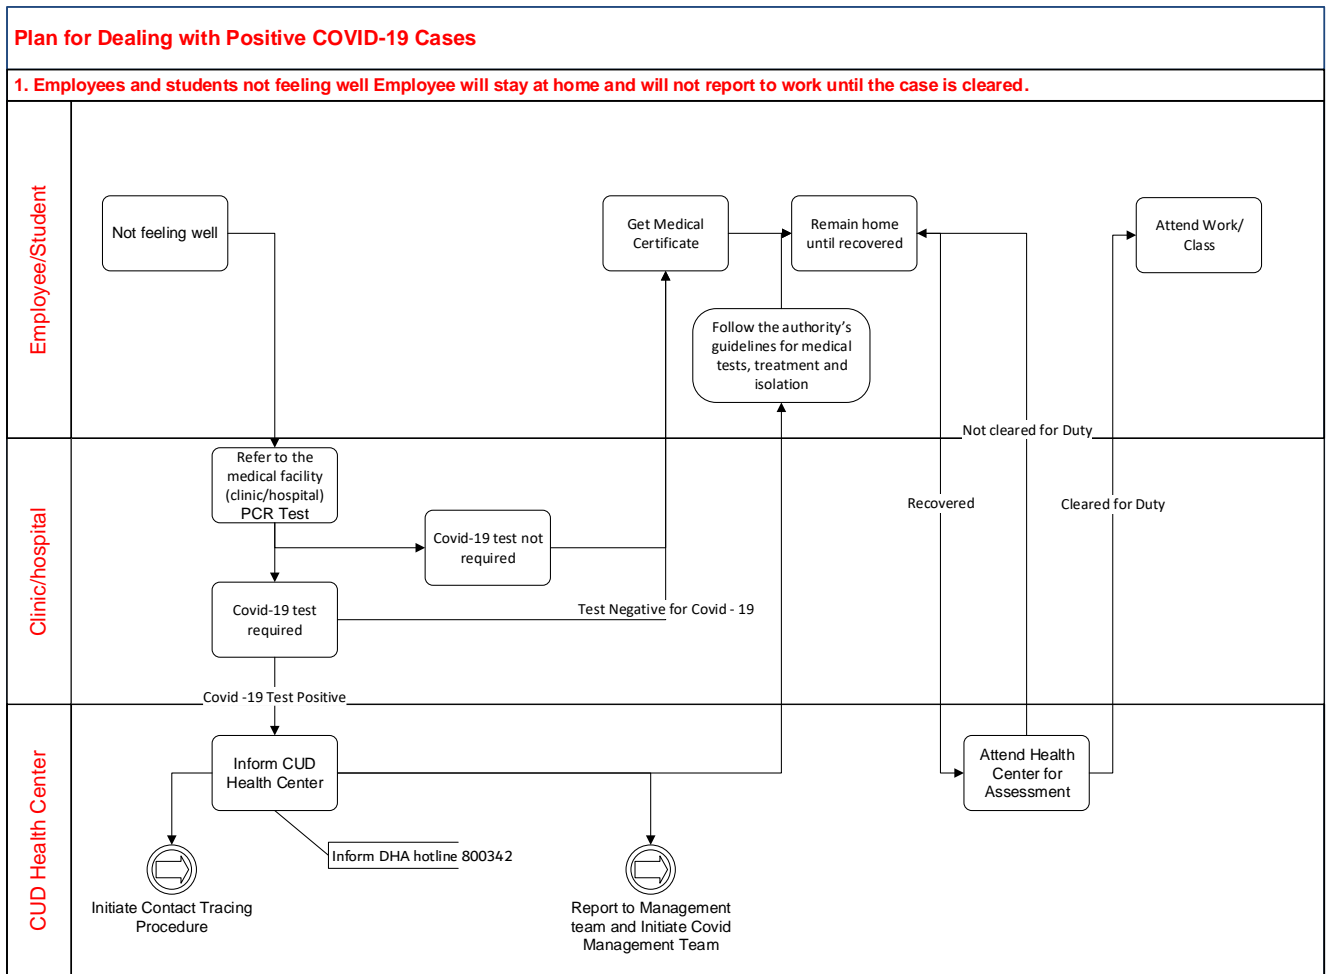 Plan for Dealing with Positive COVID-19 Cases
1. Employees and students not feeling well Employee will stay at home and will not report to work until the case is cleared.
Employee/Student
Not feeling well
Get Medical
Certificate
Remain home
until recovered
Attend Work/
Class
Follow the authority's
guidelines for medical
tests, treatment and
isolation
Not cleared for Duty
Clinic/hospital
Refer to the
medical facility
(clinic/hospital)
PCR Test
Recovered
Cleared for Duty
Covid-19 test not
required
Covid-19 test
required
Test Negative for Covid - 19
Covid -19 Test Positive
CUD Health Center
Inform CUD
Health Center
Attend Health
Center for
Assessment
Inform DHA hotline 800342
Initiate Contact Tracing
Procedure
Report to Management
team and Initiate Covid
Management Team